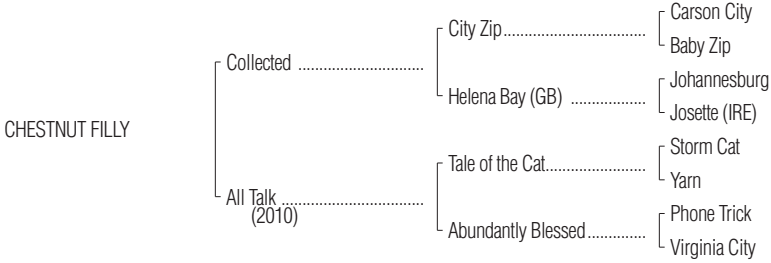 Carson City
City Zip
Baby Zip
Collected
Johannesburg
Helena Bay (GB)
Josette (IRE)
CHESTNUT FILLY
Storm Cat
Tale of the Cat
Yarn
All Talk
(2010)
Phone Trick
Abundantly Blessed
Virginia City